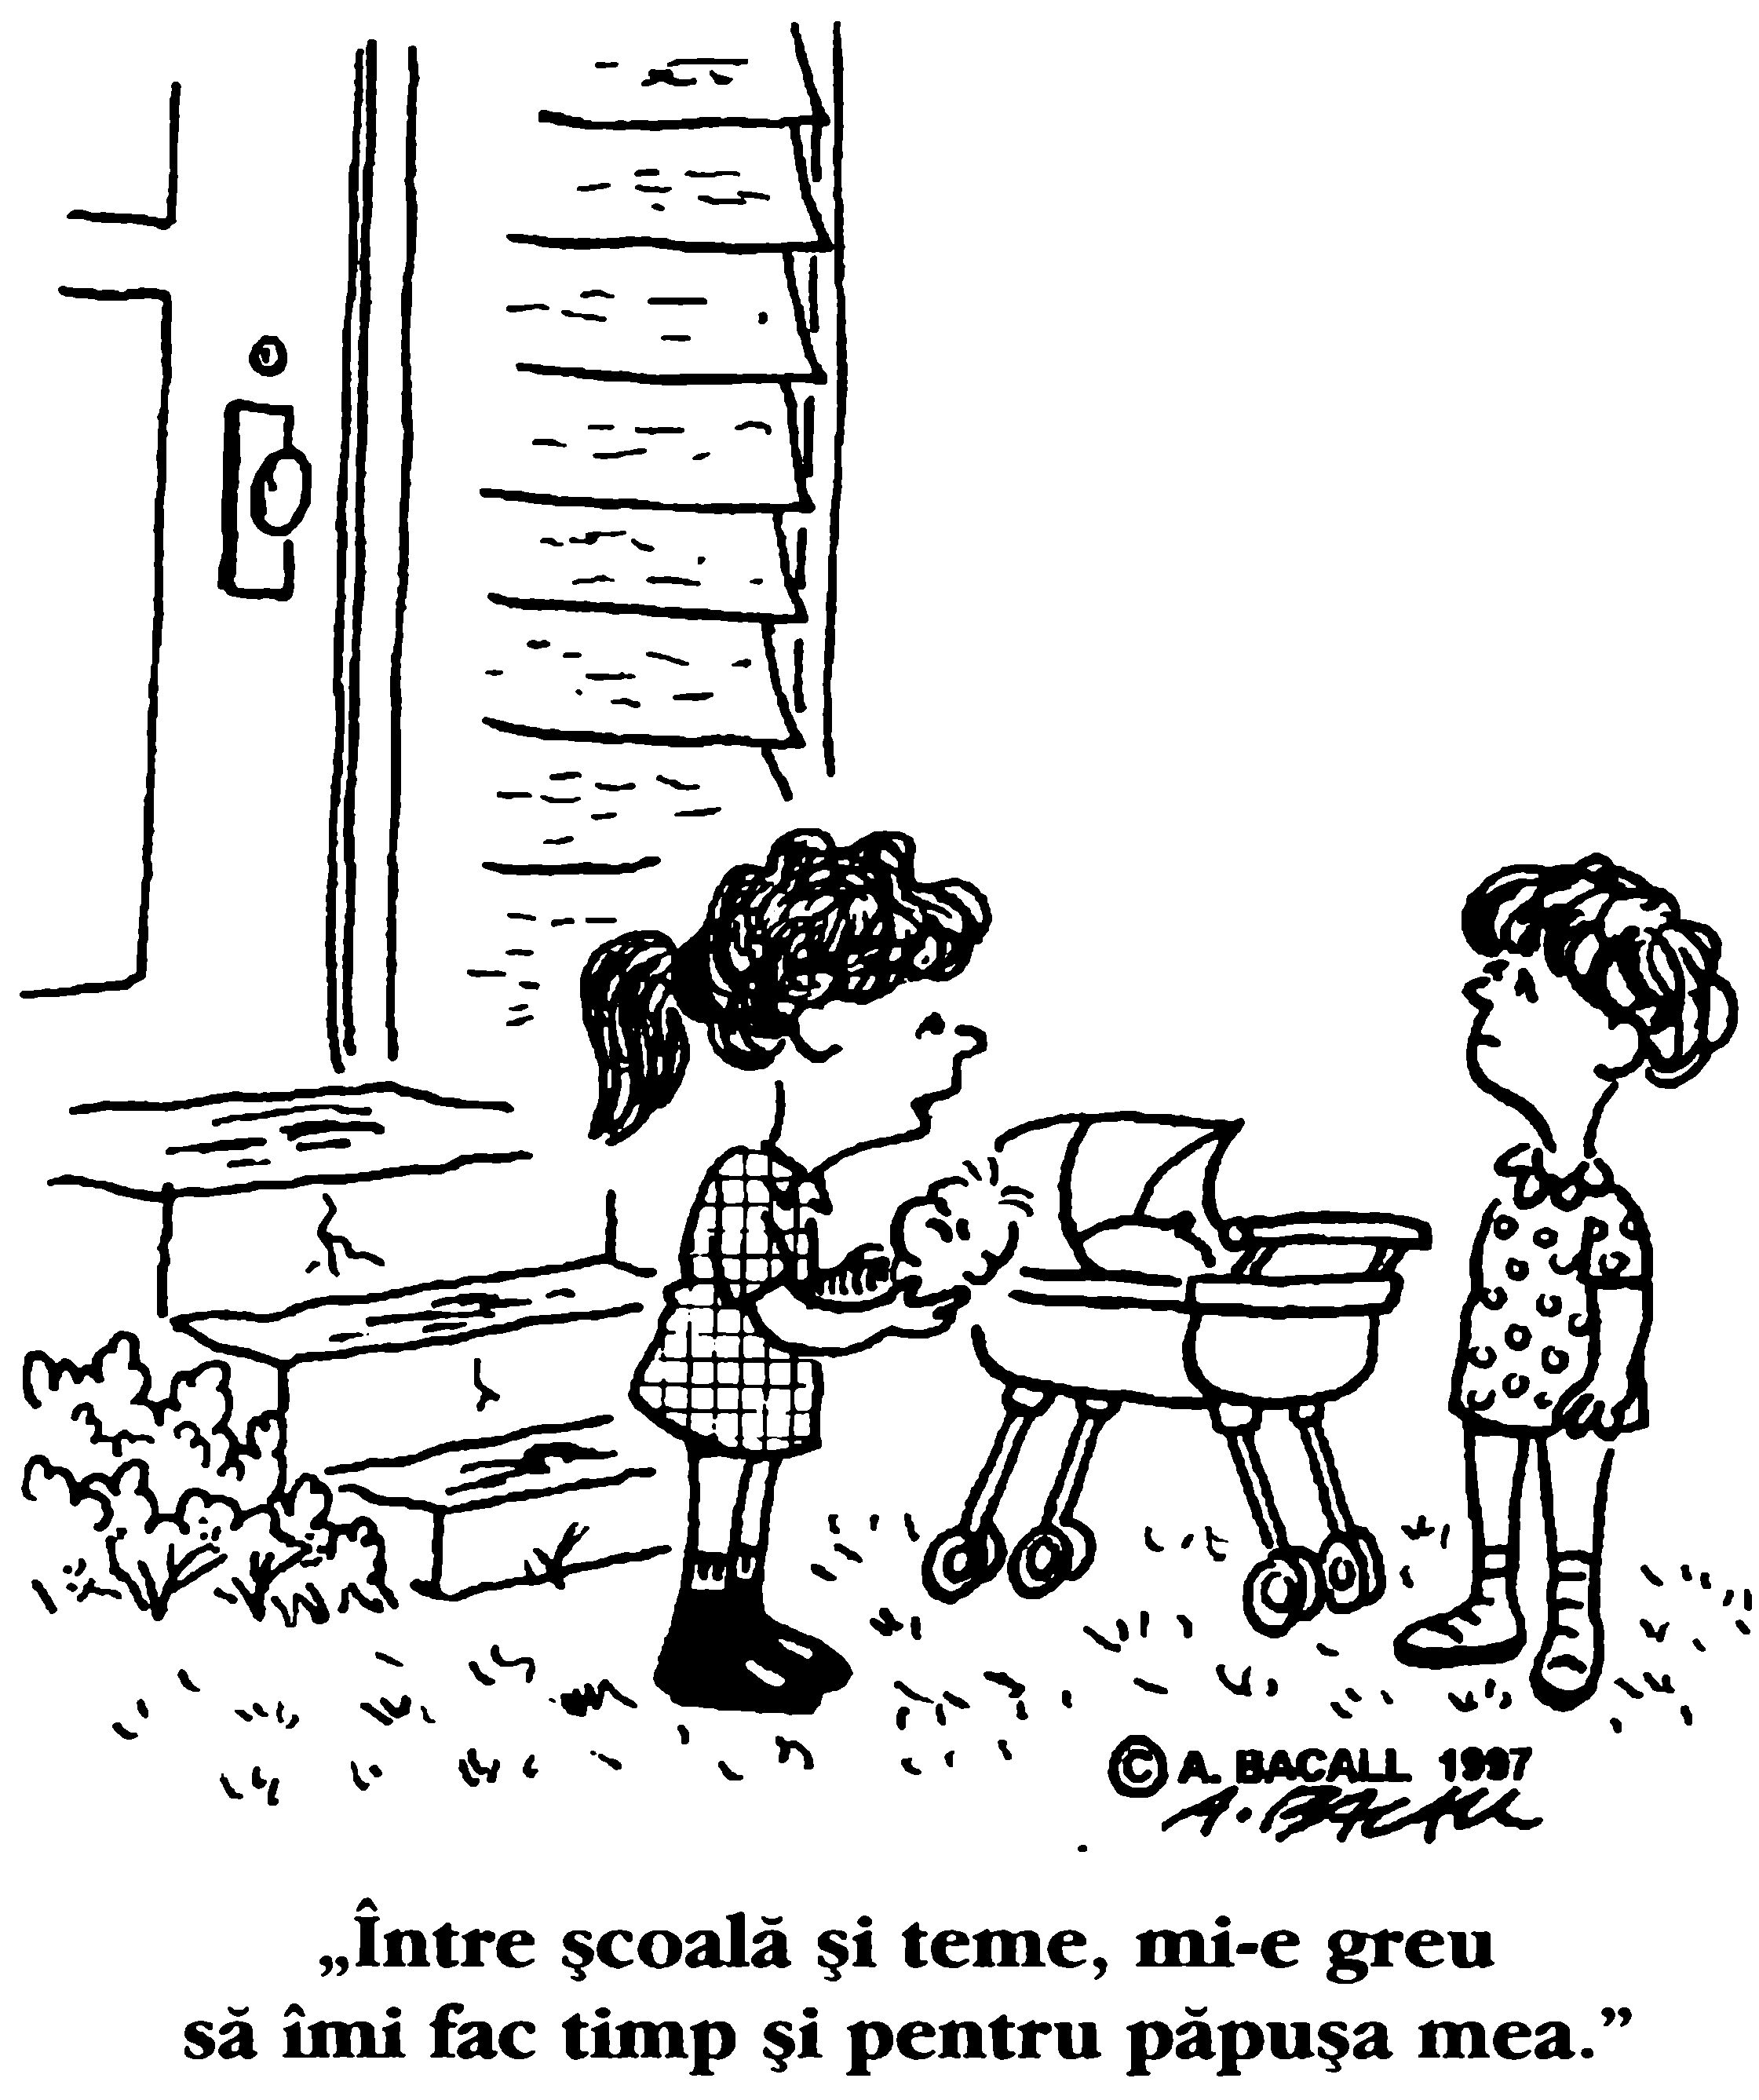 © A. BACALL 1997
A. BACALL
„Între şcoală şi teme, mi-e greu
să îmi fac timp şi pentru păpuşa mea.”